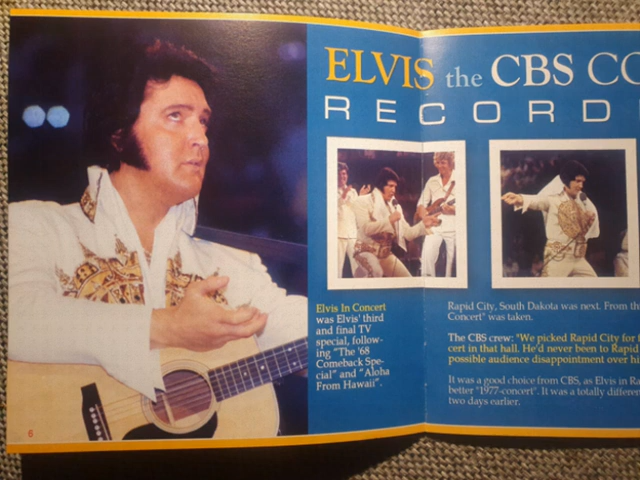 ELVIS the CBS CO
RECORD
Elvis In Concert
was Elvis' third
and final TV
special, follow-
ing "The '68
Comeback Spe-
cial" and "Aloha
From Hawaii".
Rapid City, South Dakota was next. From the
Concert" was taken.
The CBS crew: "We picked Rapid City for
cert in that hall. He'd never been to Rapid
possible audience disappointment over his
It was a good choice from CBS, as Elvis in Ra
better "1977-concert". It was a totally different
two days earlier.
6